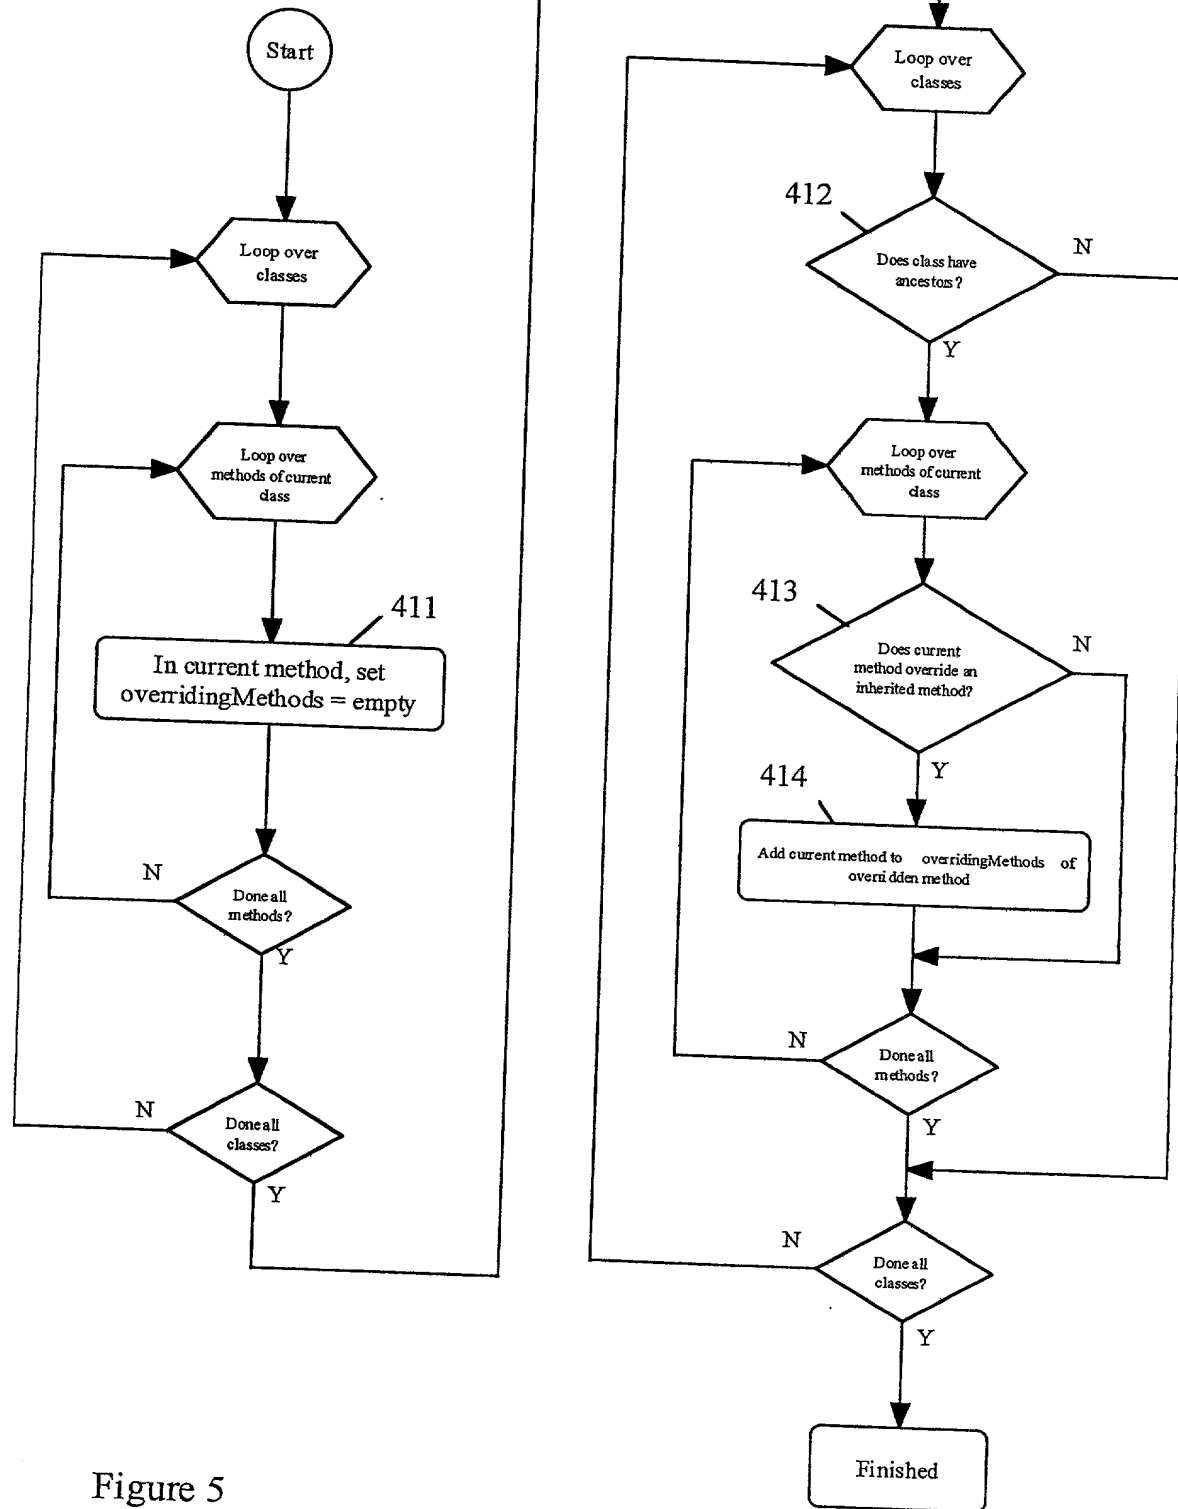 Start
Loop over
classes
Loop over
methods of current
class
411
In current method, set
overridingMethods = empty
N
Done all
methods?
Y
N
Done all
classes?
Y
Loop over
classes
412
Does class have
ancestors?
N
Y
Loop over
methods of current
class
413
Does current
method override an
inherited method?
N
Y
414
Add current method to overridingMethods of
overridden method
N
Done all
methods?
Y
N
Done all
classes?
Y
Finished
Figure 5